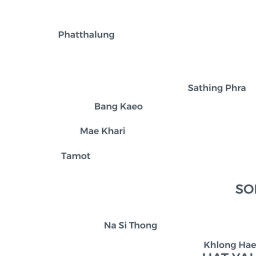 Phatthalung
Sathing Phra
Bang Kaeo
Mae Khari
Tamot
Na Si Thong
Khlong Hae